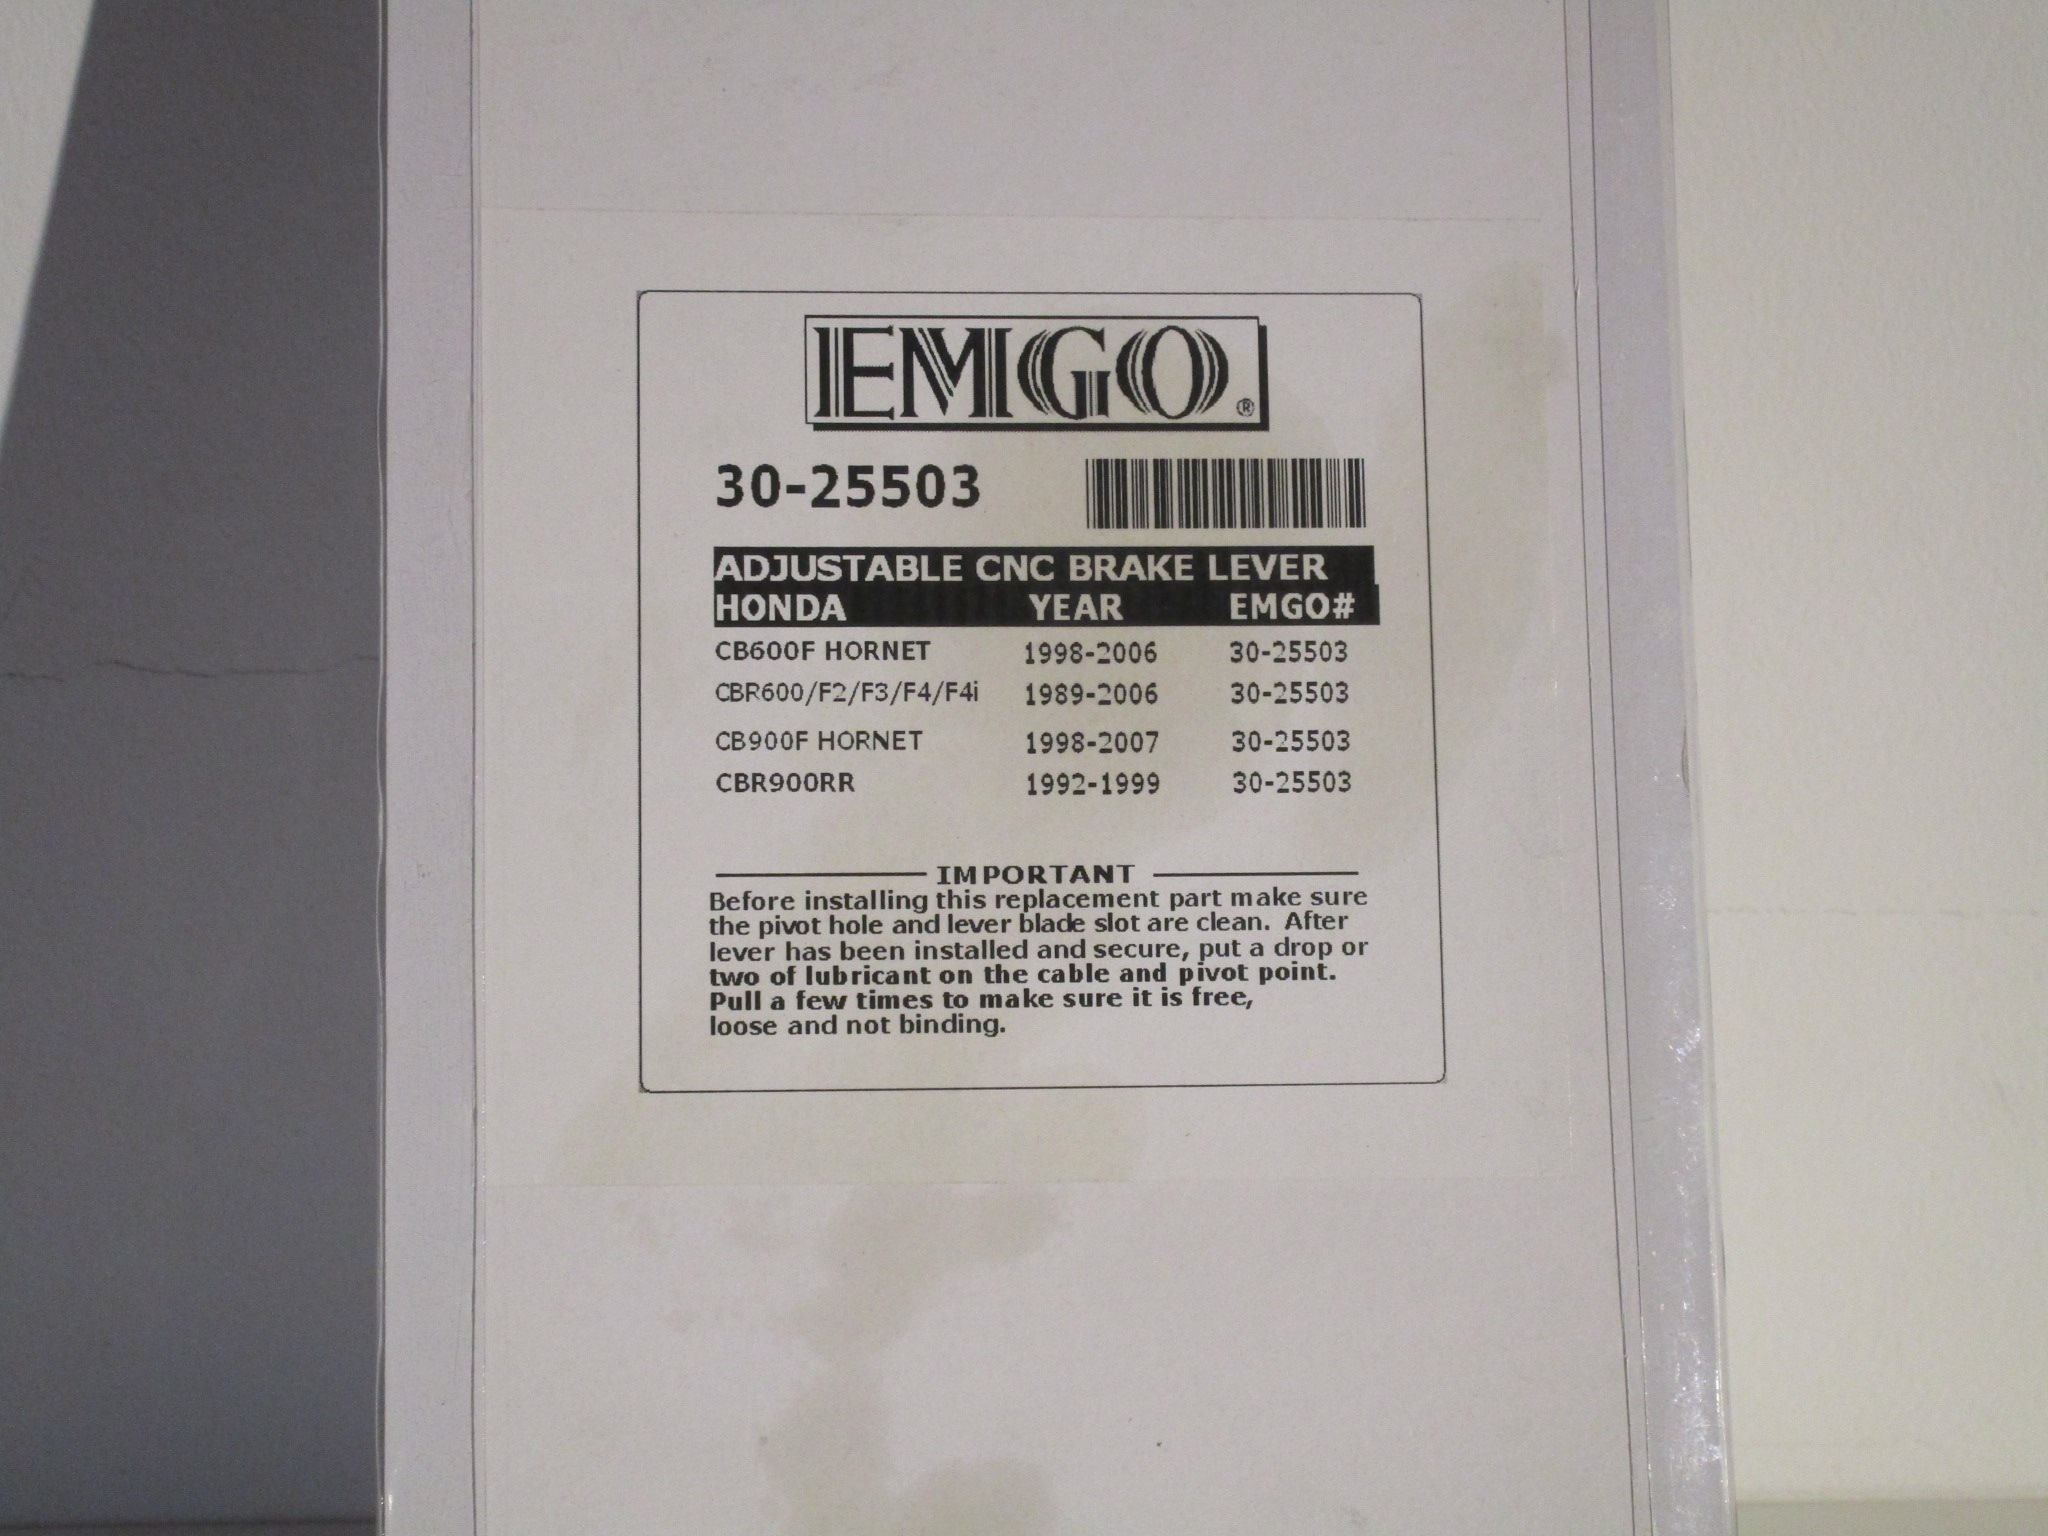 EMGO®
30-25503
ADJUSTABLE CNC BRAKE LEVER
HONDA YEAR EMGO#
CB600F HORNET 1998-2006 30-25503
CBR600/F2/F3/F4/F4i 1989-2006 30-25503
CB900F HORNET 1998-2007 30-25503
CBR900RR 1992-1999 30-25503
IMPORTANT
Before installing this replacement part make sure
the pivot hole and lever blade slot are clean. After
lever has been installed and secure, put a drop or
two of lubricant on the cable and pivot point.
Pull a few times to make sure it is free,
loose and not binding.